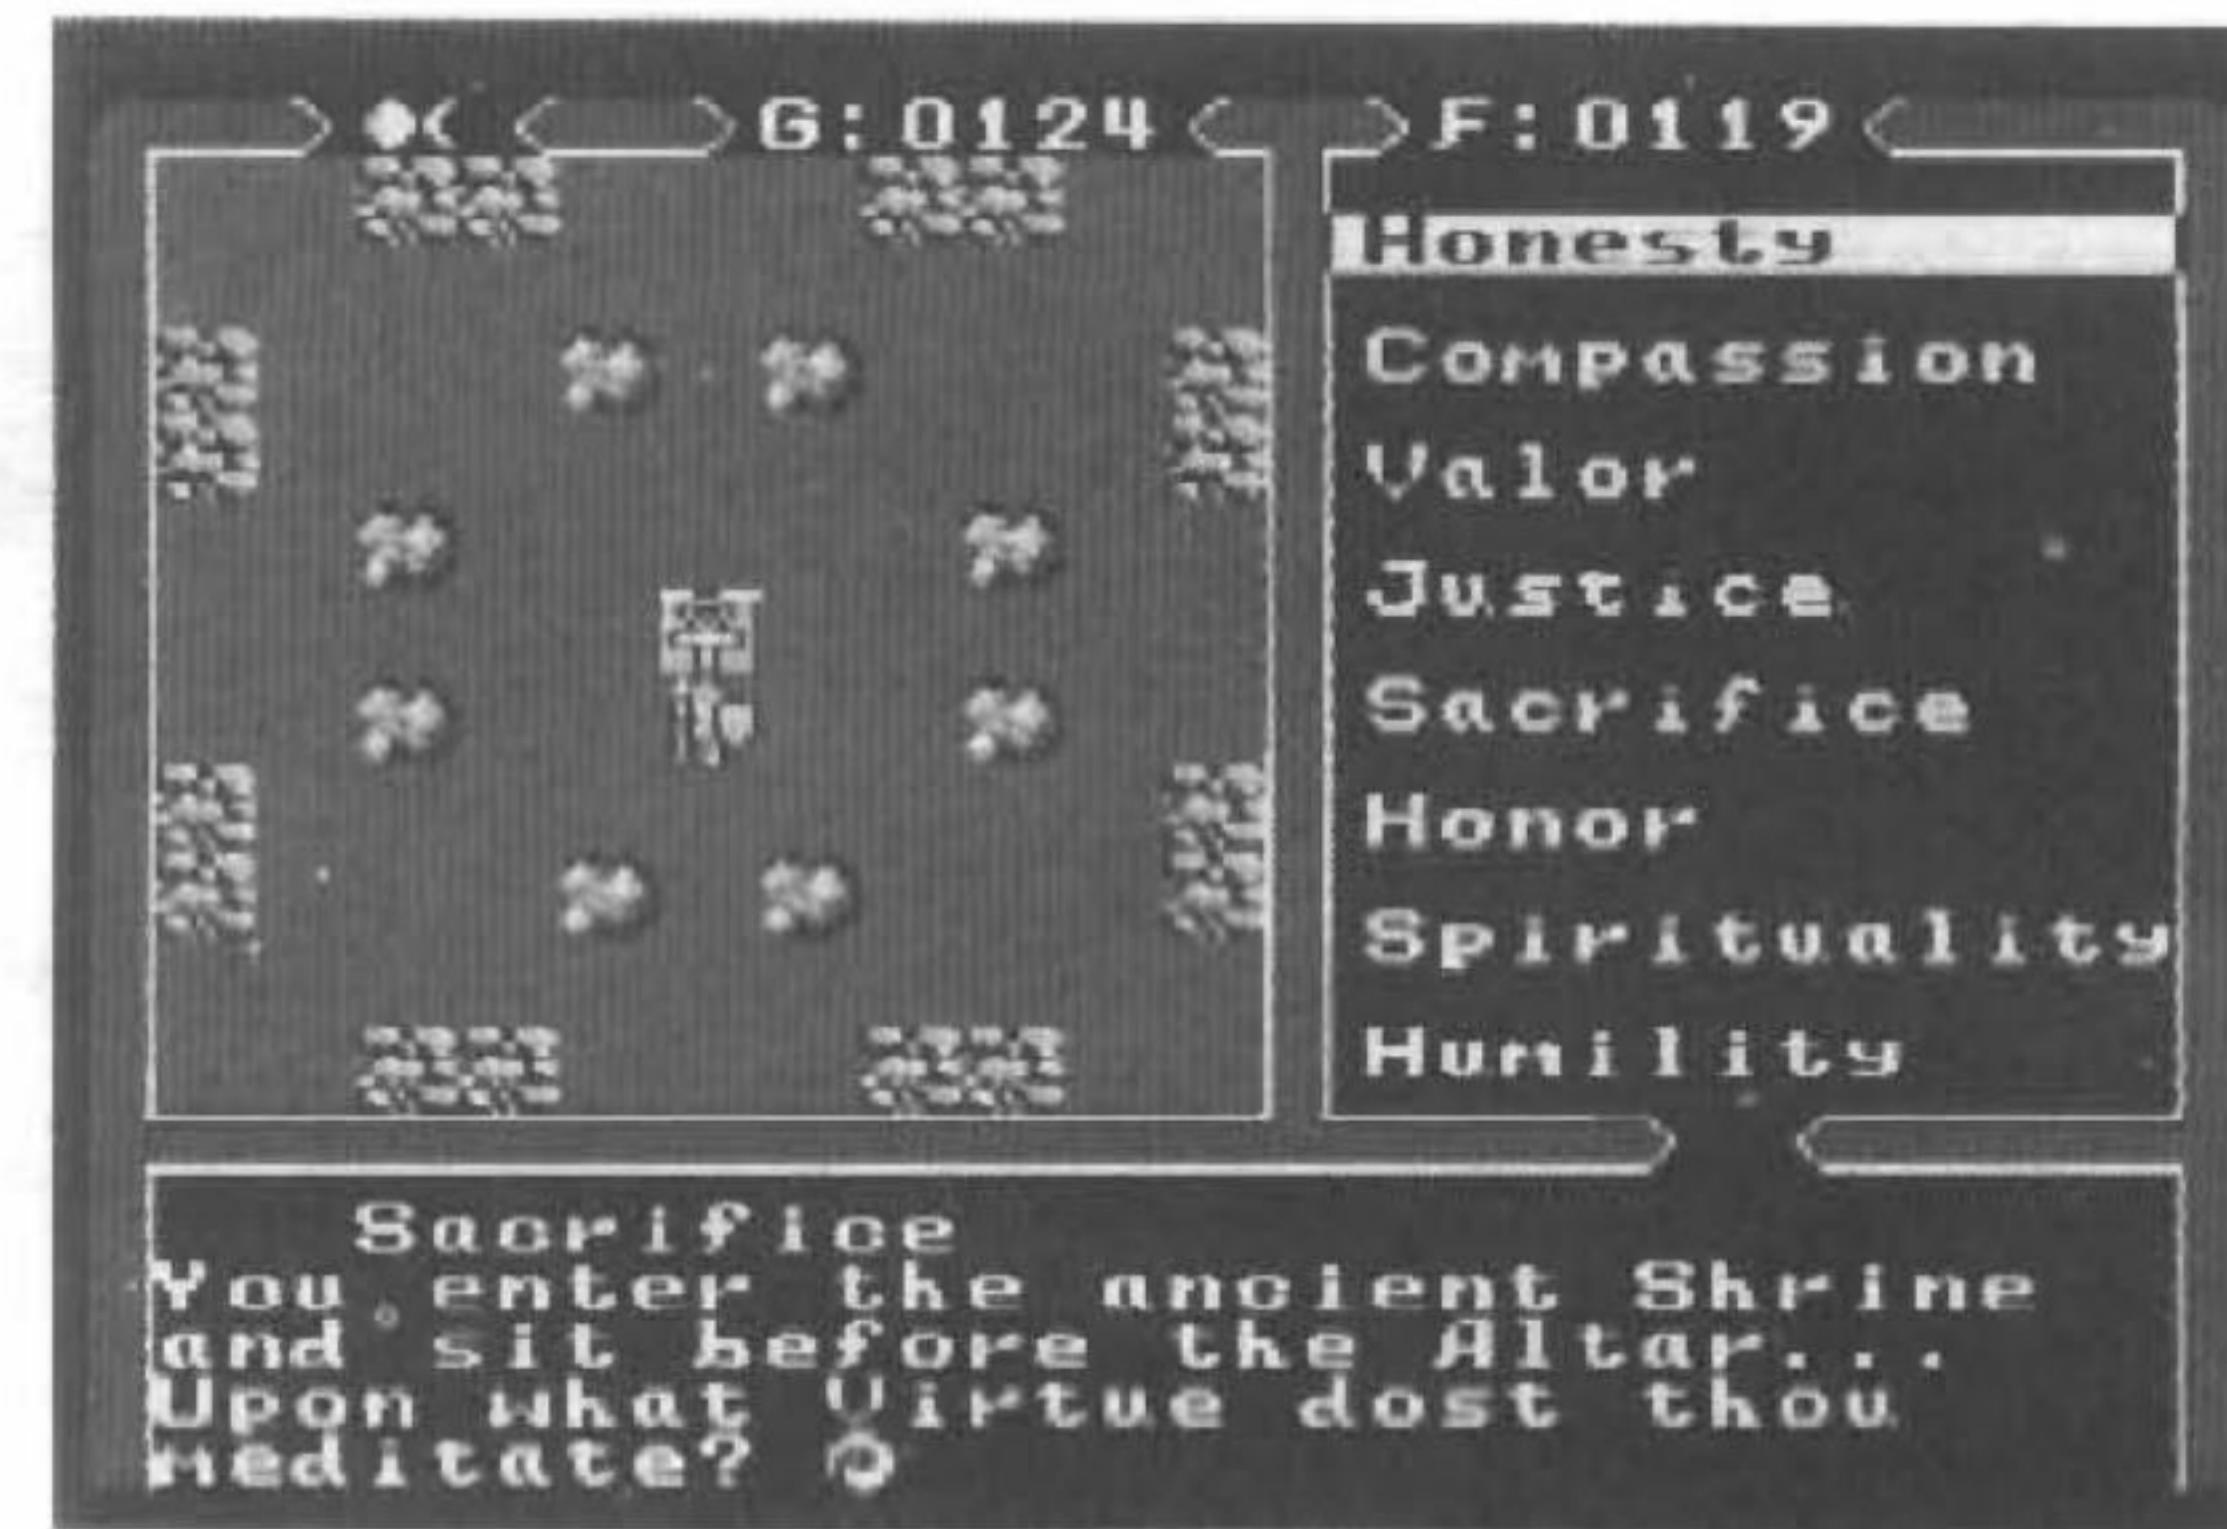 G:0124
F:0119
Honesty
Compassion
Valor
Justice
Sacrifice
Honor
Spirituality
Humility
Sacrifice
You enter the ancient Shrine
and sit before the Altar...
Upon what Virtue dost thou
meditate?